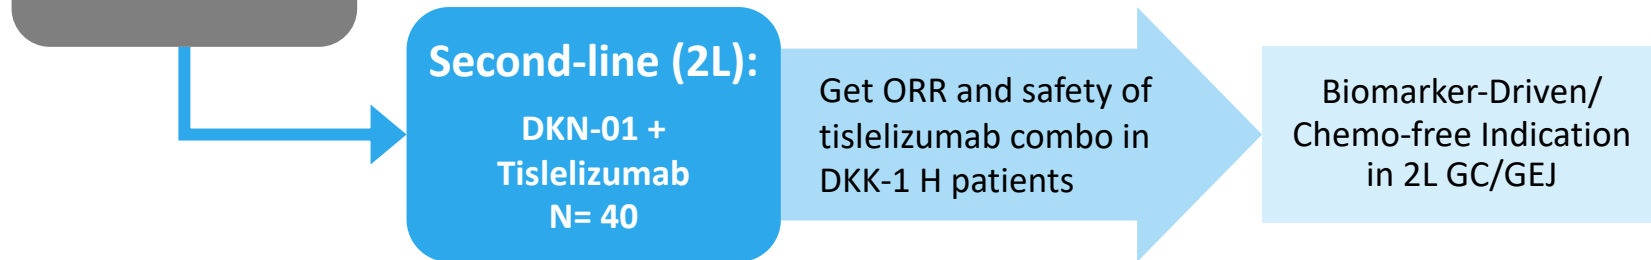 Second-line (2L):
DKN-01 +
Tislelizumab
N= 40
Get ORR and safety of
tislelizumab combo in
DKK-1 H patients
Biomarker-Driven/
Chemo-free Indication
in 2L GC/GEJ